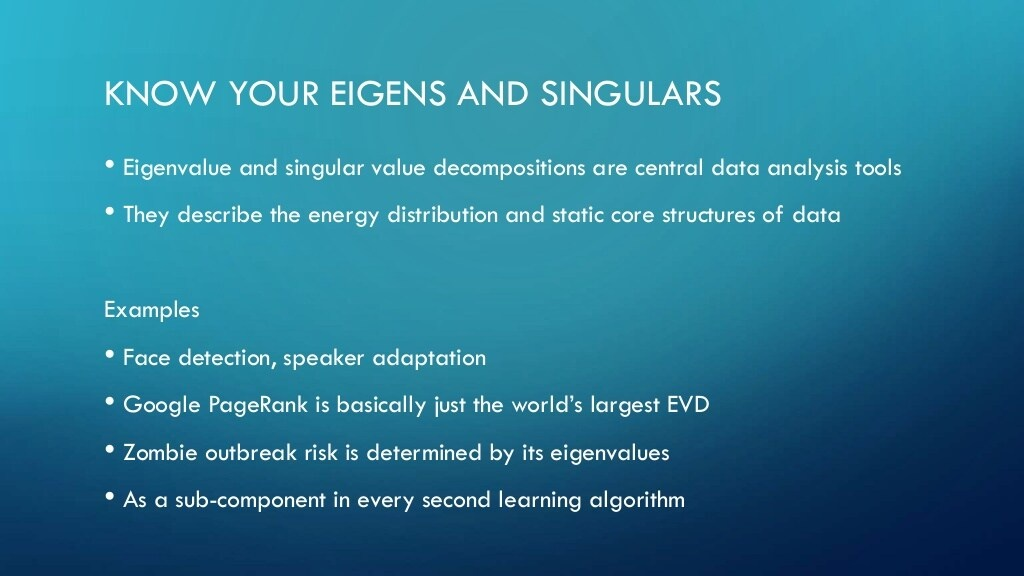 KNOW YOUR EIGENS AND SINGULARS
• Eigenvalue and singular value decompositions are central data analysis tools
• They describe the energy distribution and static core structures of data
Examples
• Face detection, speaker adaptation
• Google PageRank is basically just the world’s largest EVD
• Zombie outbreak risk is determined by its eigenvalues
• As a sub-component in every second learning algorithm